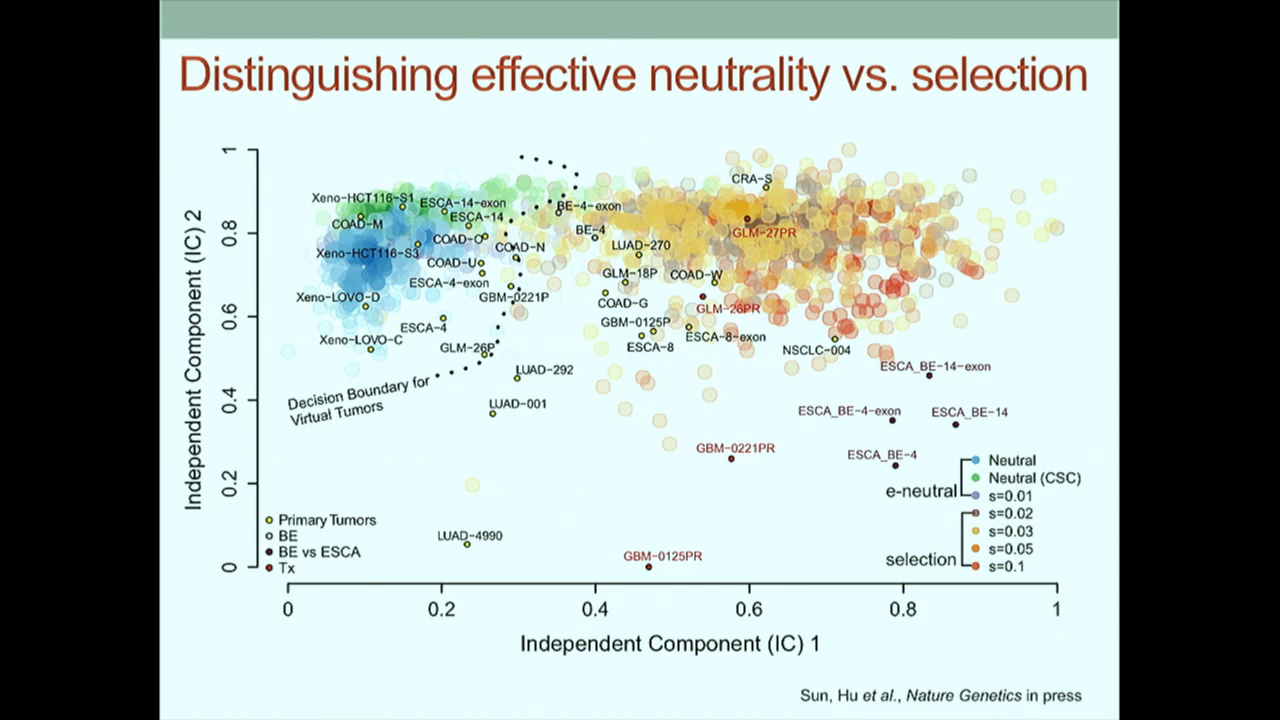 Distinguishing effective neutrality vs. selection
Independent Component (IC) 2
1
0.8
0.6
0.4
0.2
0
CRA-S
Xeno-HCT116-S1
ESCA-14-exon
BE-4-exon
COAD-M
ESCA-14
GLM-27PR
BE-4
COAD-O
COAD-N
LUAD-270
Xeno-HCT116-S3
COAD-U
GLM-18P
COAD-W
ESCA-4-exon
Xeno-LOVO-D
GBM-0221P
COAD-G
GLM-26PR
GBM-0125P
ESCA-4
ESCA-8-exon
Xeno-LOVO-C
GLM-26P
ESCA-8
NSCLC-004
LUAD-292
ESCA_BE-14-exon
Decision Boundary for
Virtual Tumors
LUAD-001
ESCA_BE-4-exon
ESCA_BE-14
GBM-0221PR
ESCA_BE-4
LUAD-4990
GBM-0125PR
Primary Tumors
BE
BE vs ESCA
Tx
e-neutral
Neutral
Neutral (CSC)
s=0.01
selection
s=0.02
s=0.03
s=0.05
s=0.1
0 0.2 0.4 0.6 0.8 1
Independent Component (IC) 1
Sun, Hu et al., Nature Genetics in press